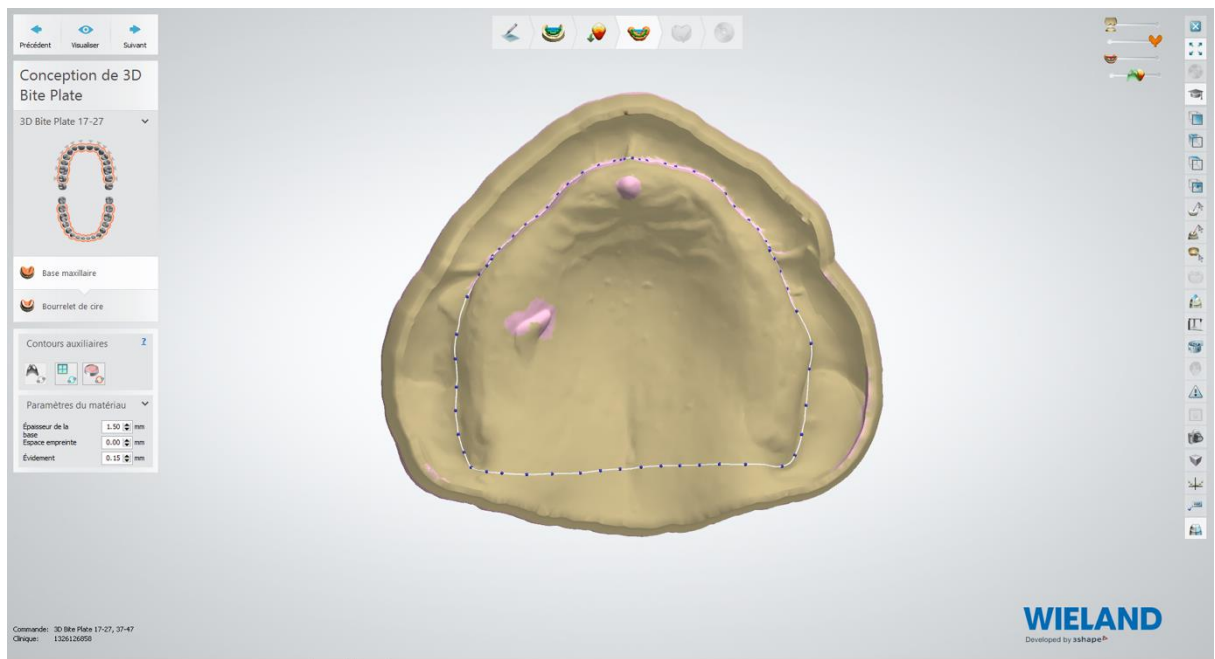 Précédent Visualiser Suivant
Conception de 3D
Bite Plate
3D Bite Plate 17-27
Base maxillaire
Bourrelet de cire
Contours auxiliaires ?
Paramètres du matériau
Épaisseur de la
base 1.50 mm
Espace empreinte 0.00 mm
Évidement 0.15 mm
Commande: 3D Bite Plate 17-27, 37-47
Clinique: 1326126858
WIELAND
Developed by 3shape